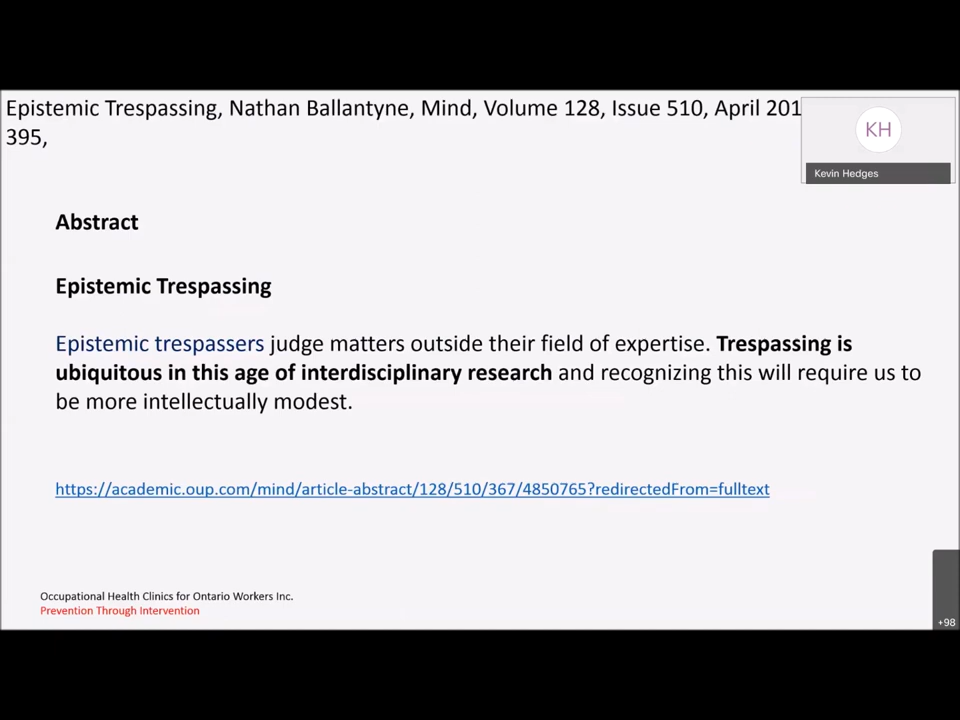 Epistemic Trespassing, Nathan Ballantyne, Mind, Volume 128, Issue 510, April 201
395,
KH
Kevin Hedges
Abstract
Epistemic Trespassing
Epistemic trespassers judge matters outside their field of expertise. Trespassing is
ubiquitous in this age of interdisciplinary research and recognizing this will require us to
be more intellectually modest.
https://academic.oup.com/mind/article-abstract/128/510/367/4850765?redirectedFrom=fulltext
Occupational Health Clinics for Ontario Workers Inc.
Prevention Through Intervention
+98